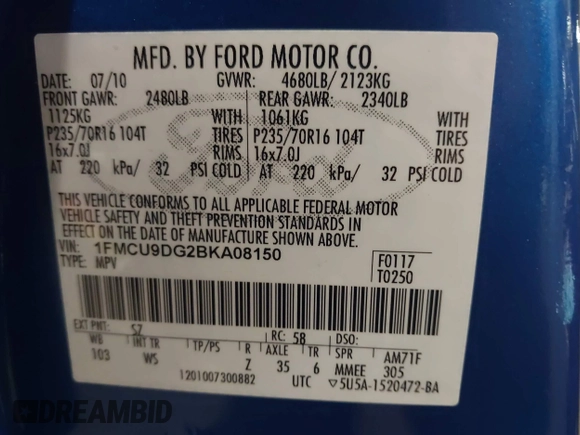 MFD. BY FORD MOTOR CO.
DATE: 07/10 GVWR: 4680LB/ 2123KG
FRONT GAWR: 2480LB REAR GAWR: 2340LB
1125KG WITH 1061KG WITH
P235/70R16 104T TIRES P235/70R16 104T TIRES
16x7.0J RIMS 16x7.0J RIMS
AT 220 kPa/ 32 PSI COLD AT 220 kPa/ 32 PSI COLD
THIS VEHICLE CONFORMS TO ALL APPLICABLE FEDERAL MOTOR
VEHICLE SAFETY AND THEFT PREVENTION STANDARDS IN
EFFECT ON THE DATE OF MANUFACTURE SHOWN ABOVE.
VIN: 1FMCU9DG2BKA08150
TYPE: MPV
F0117
T0250
EXT PNT: SZ RC: 58 DSO:
WB INT TR TP/PS R AXLE TR SPR AM71F
103 WS Z 35 6 MMEE 305
1201007300882 UTC ▽5U5A-1520472-BA
Ford
DREAMBID